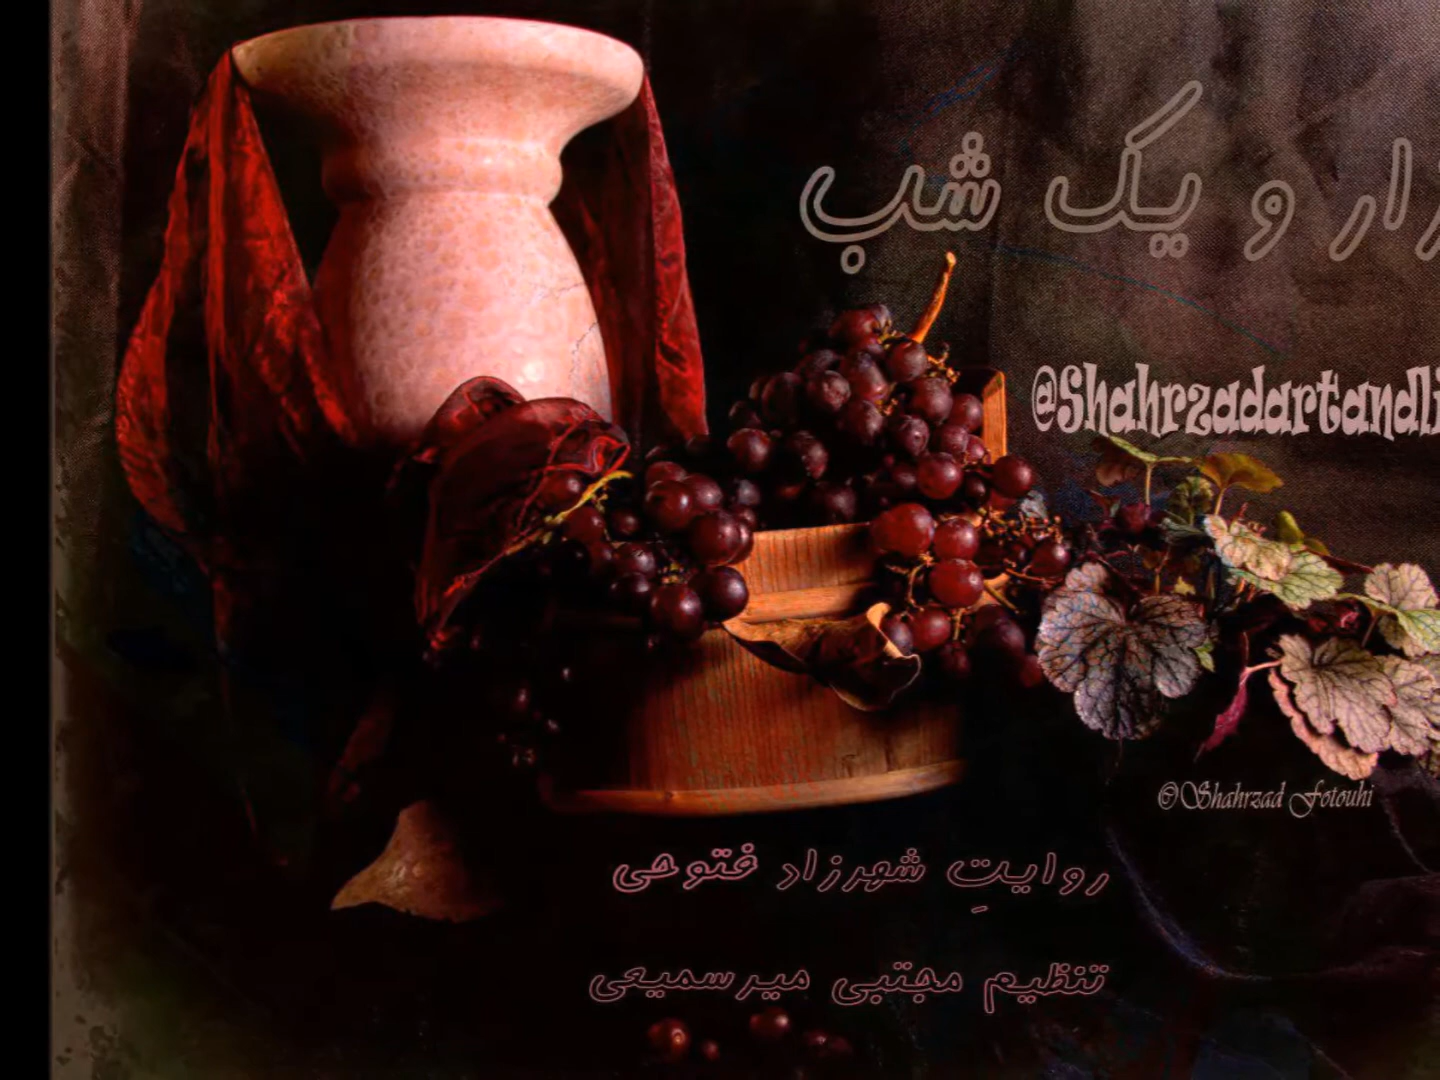 زار و یک شب
@Shahrzadartandli
©Shahrzad Fotouhi
روایتِ شهرزاد فتوحی
تنظیم مجتبی میرسمیعی